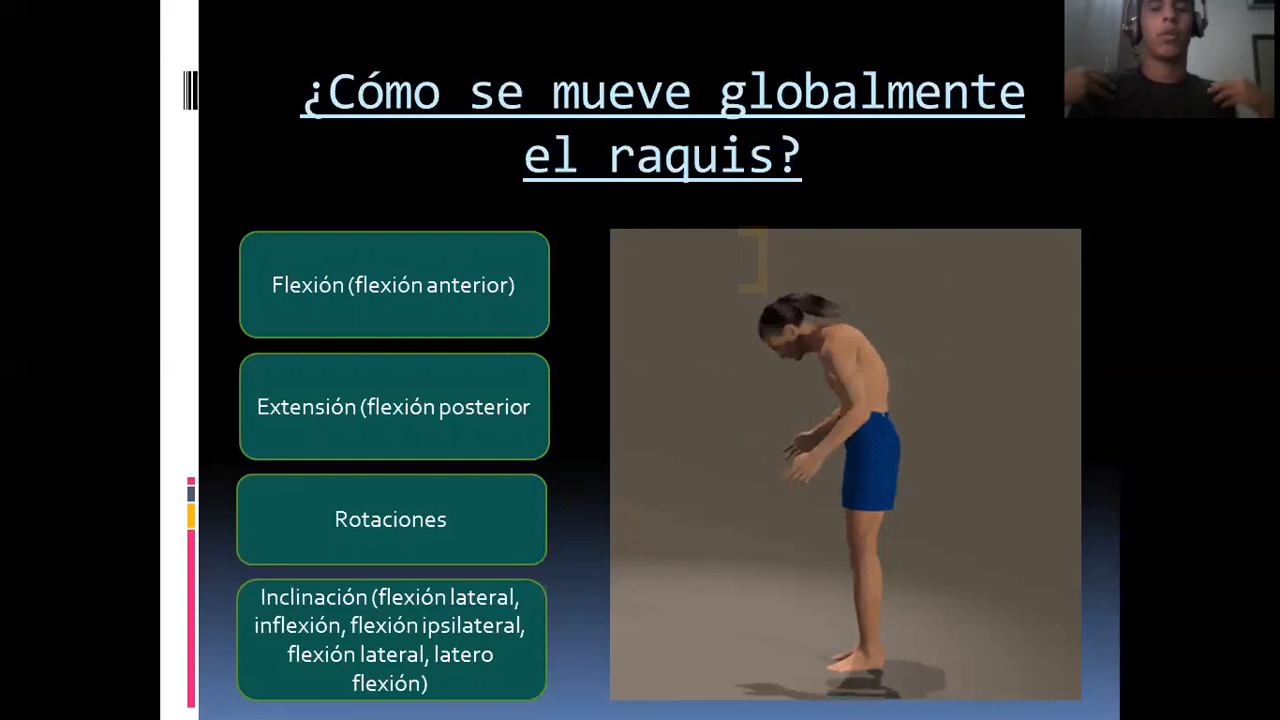 ¿Cómo se mueve globalmente
el raquis?
Flexión (flexión anterior)
Extensión (flexión posterior
Rotaciones
Inclinación (flexión lateral,
inflexión, flexión ipsilateral,
flexión lateral, latero
flexión)